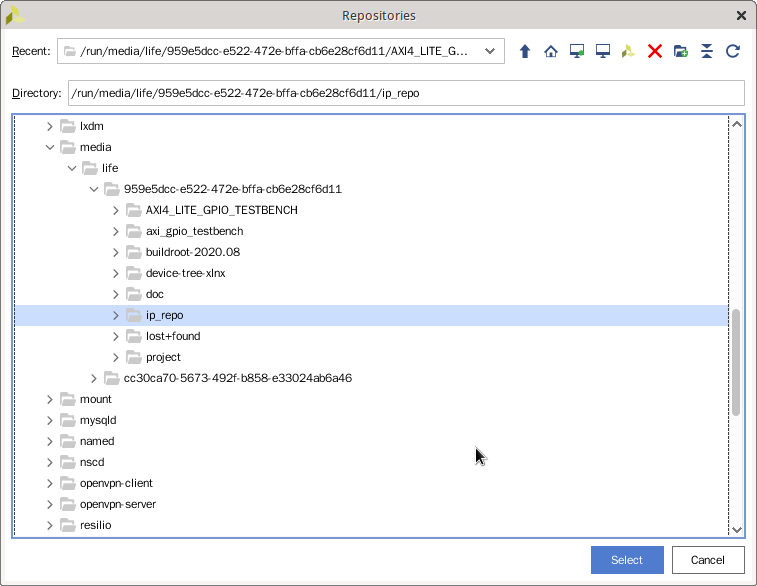 Repositories
Recent: /run/media/life/959e5dcc-e522-472e-bffa-cb6e28cf6d11/AXI4_LITE_G...
Directory: /run/media/life/959e5dcc-e522-472e-bffa-cb6e28cf6d11/ip_repo
lxdm
media
life
959e5dcc-e522-472e-bffa-cb6e28cf6d11
AXI4_LITE_GPIO_TESTBENCH
axi_gpio_testbench
buildroot-2020.08
device-tree-xlnx
doc
ip_repo
lost+found
project
cc30ca70-5673-492f-b858-e33024ab6a46
mount
mysqld
named
nscd
openvpn-client
openvpn-server
resilio
Select Cancel